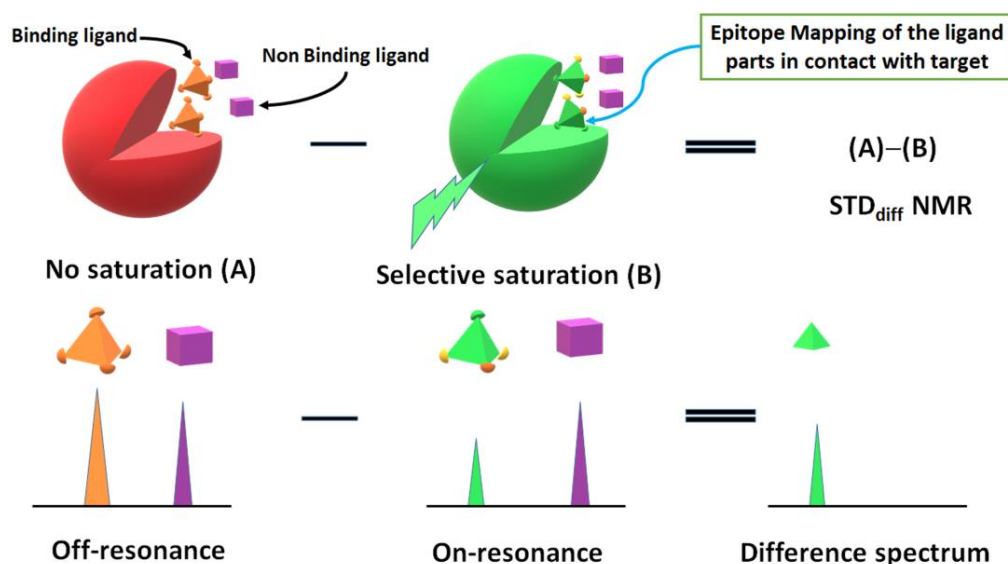 Binding ligand
Non Binding ligand
Epitope Mapping of the ligand
parts in contact with target
(A)–(B)
STDdiff NMR
No saturation (A)
Selective saturation (B)
Off-resonance
On-resonance
Difference spectrum